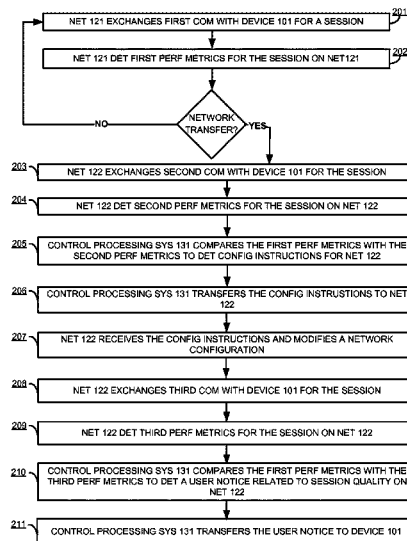 201
NET 121 EXCHANGES FIRST COM WITH DEVICE 101 FOR A SESSION
202
NET 121 DET FIRST PERF METRICS FOR THE SESSION ON NET121
NETWORK
TRANSFER?
NO
YES
203
NET 122 EXCHANGES SECOND COM WITH DEVICE 101 FOR THE SESSION
204
NET 122 DET SECOND PERF METRICS FOR THE SESSION ON NET 122
205
CONTROL PROCESSING SYS 131 COMPARES THE FIRST PERF METRICS WITH THE
SECOND PERF METRICS TO DET CONFIG INSTRUCTIONS FOR NET 122
206
CONTROL PROCESSING SYS 131 TRANSFERS THE CONFIG INSTRUSTIONS TO NET
122
207
NET 122 RECEIVES THE CONFIG INSTRUCTIONS AND MODIFIES A NETWORK
CONFIGURATION
208
NET 122 EXCHANGES THIRD COM WITH DEVICE 101 FOR THE SESSION
209
NET 122 DET THIRD PERF METRICS FOR THE SESSION ON NET 122
210
CONTROL PROCESSING SYS 131 COMPARES THE FIRST PERF METRICS WITH THE
THIRD PERF METRICS TO DET A USER NOTICE RELATED TO SESSION QUALITY ON
NET 122
211
CONTROL PROCESSING SYS 131 TRANSFERS THE USER NOTICE TO DEVICE 101